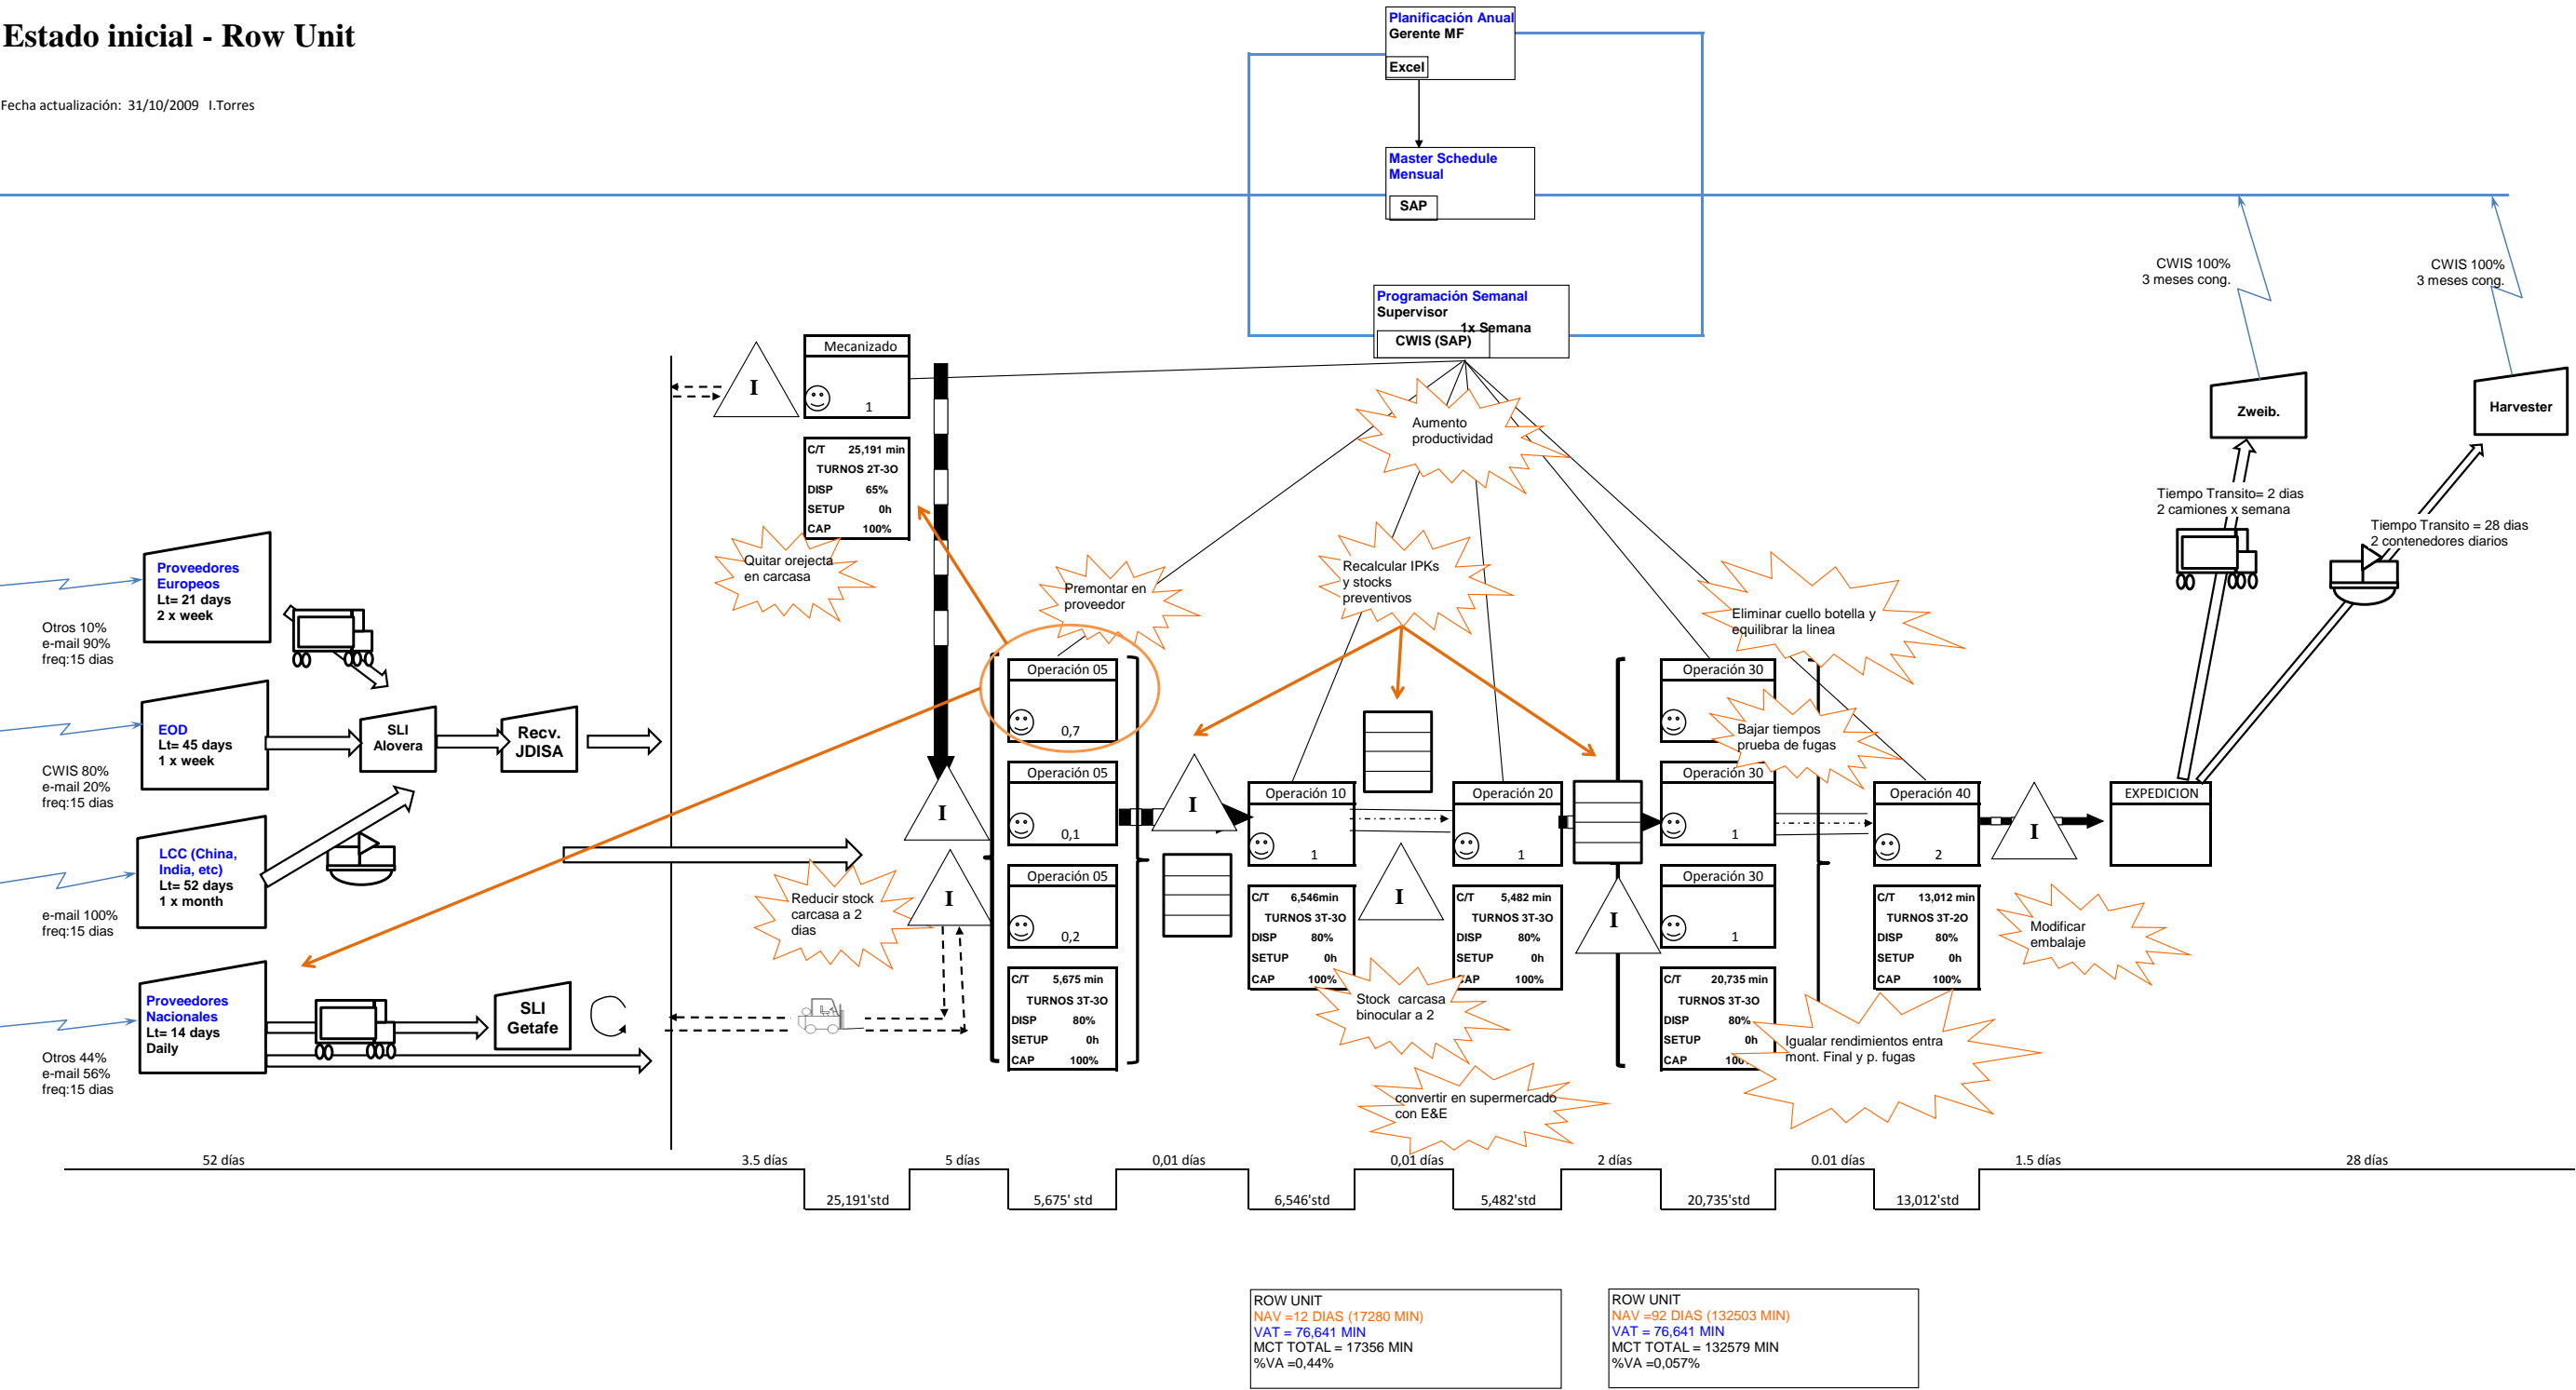 Estado inicial - Row Unit
Fecha actualización: 31/10/2009 I.Torres
Planificación Anual
Gerente MF
Excel
Master Schedule
Mensual
SAP
Programación Semanal
Supervisor
1x Semana
CWIS (SAP)
CWIS 100%
3 meses cong.
CWIS 100%
3 meses cong.
Zweib.
Harvester
Tiempo Transito= 2 dias
2 camiones x semana
Tiempo Transito = 28 dias
2 contenedores diarios
I
Mecanizado
1
C/T 25,191 min
TURNOS 2T-3O
DISP 65%
SETUP 0h
CAP 100%
Quitar orejecta
en carcasa
Aumento
productividad
Premontar en
proveedor
Recalcular IPKs
y stocks
preventivos
Eliminar cuello botella y
equilibrar la linea
Bajar tiempos
prueba de fugas
Proveedores
Europeos
Lt= 21 days
2 x week
Otros 10%
e-mail 90%
freq:15 dias
EOD
Lt= 45 days
1 x week
CWIS 80%
e-mail 20%
freq:15 dias
SLI
Alovera
Recv.
JDISA
LCC (China,
India, etc)
Lt= 52 days
1 x month
e-mail 100%
freq:15 dias
Proveedores
Nacionales
Lt= 14 days
Daily
Otros 44%
e-mail 56%
freq:15 dias
SLI
Getafe
Reducir stock
carcasa a 2
dias
I
I
Operación 05
0,7
Operación 05
0,1
Operación 05
0,2
C/T 5,675 min
TURNOS 3T-3O
DISP 80%
SETUP 0h
CAP 100%
I
Operación 10
1
C/T 6,546min
TURNOS 3T-3O
DISP 80%
SETUP 0h
CAP 100%
I
Stock carcasa
binocular a 2
convertir en supermercado
con E&E
Operación 20
1
C/T 5,482 min
TURNOS 3T-3O
DISP 80%
SETUP 0h
CAP 100%
I
Operación 30
Operación 30
1
Operación 30
1
C/T 20,735 min
TURNOS 3T-3O
DISP 80%
SETUP 0h
CAP
Igualar rendimientos entra
mont. Final y p. fugas
Operación 40
2
C/T 13,012 min
TURNOS 3T-2O
DISP 80%
SETUP 0h
CAP 100%
I
Modificar
embalaje
EXPEDICION
52 días
3.5 días
5 días
0,01 días
0,01 días
2 días
0.01 días
1.5 días
28 días
25,191'std
5,675' std
6,546'std
5,482'std
20,735'std
13,012'std
ROW UNIT
NAV =12 DIAS (17280 MIN)
VAT = 76,641 MIN
MCT TOTAL = 17356 MIN
%VA =0,44%
ROW UNIT
NAV =92 DIAS (132503 MIN)
VAT = 76,641 MIN
MCT TOTAL = 132579 MIN
%VA =0,057%